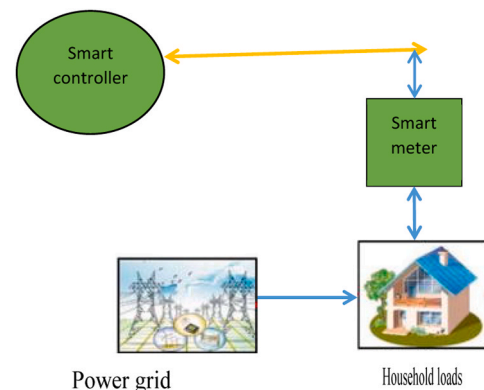 Smart
controller
Smart
meter
Power grid
Household loads